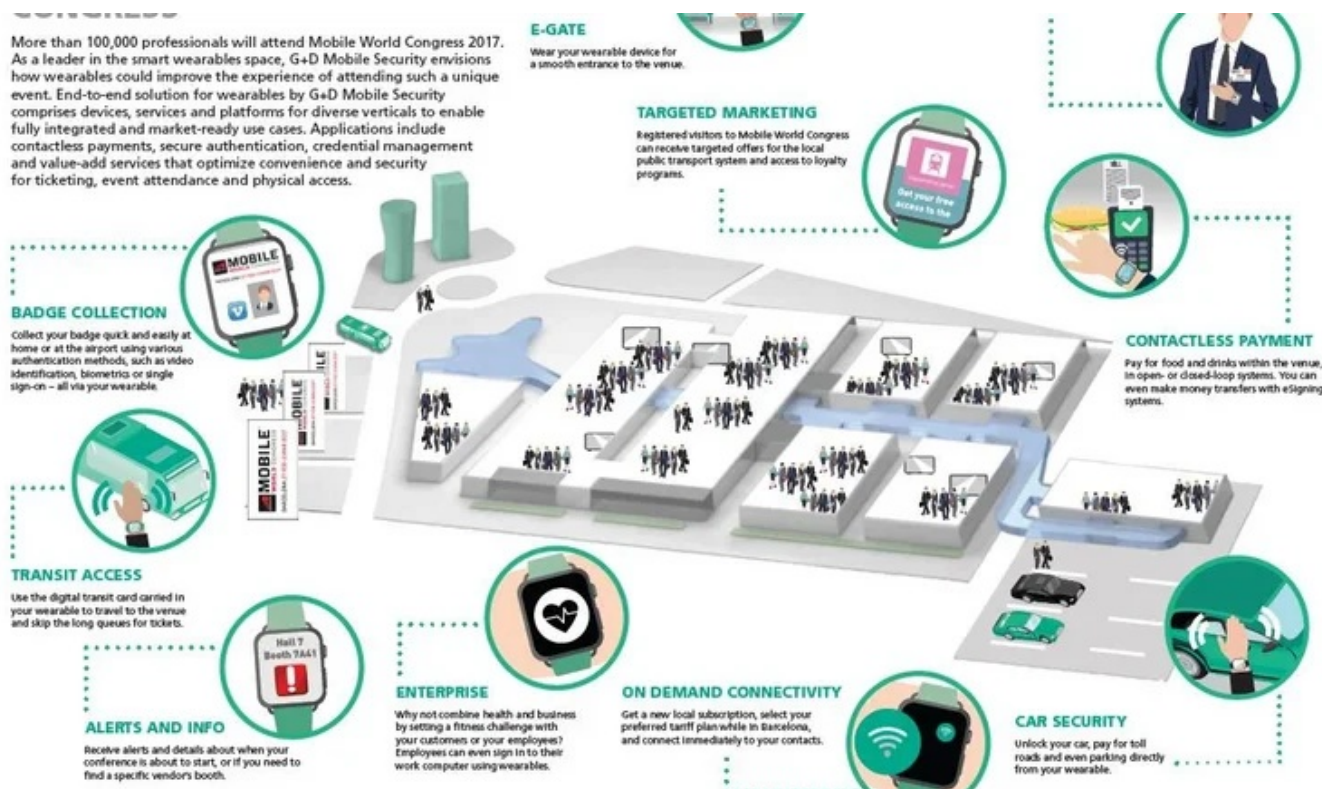 CONGRESS
More than 100,000 professionals will attend Mobile World Congress 2017.
As a leader in the smart wearables space, G+D Mobile Security envisions
how wearables could improve the experience of attending such a unique
event. End-to-end solution for wearables by G+D Mobile Security
comprises devices, services and platforms for diverse verticals to enable
fully integrated and market-ready use cases. Applications include
contactless payments, secure authentication, credential management
and value-add services that optimize convenience and security
for ticketing, event attendance and physical access.
E-GATE
Wear your wearable device for
a smooth entrance to the venue.
TARGETED MARKETING
Registered visitors to Mobile World Congress
can receive targeted offers for the local
public transport system and access to loyalty
programs.
Get your free
access to the
MOBILE
WORLD CONGRESS
BADGE COLLECTION
Collect your badge quick and easily at
home or at the airport using various
authentication methods, such as video
identification, biometrics or single
sign-on – all via your wearable.
CONTACTLESS PAYMENT
Pay for food and drinks within the venue,
in open- or closed-loop systems. You can
even make money transfers with eSigning
systems.
MOBILE
MOBILE
MOBILE
WORLD CONGRESS
TRANSIT ACCESS
Use the digital transit card carried in
your wearable to travel to the venue
and skip the long queues for tickets.
Hall 7
Booth 7A41
ALERTS AND INFO
Receive alerts and details about when your
conference is about to start, or if you need to
find a specific vendor's booth.
ENTERPRISE
Why not combine health and business
by setting a fitness challenge with
your customers or your employees?
Employees can even sign in to their
work computer using wearables.
ON DEMAND CONNECTIVITY
Get a new local subscription, select your
preferred tariff plan while in Barcelona,
and connect immediately to your contacts.
CAR SECURITY
Unlock your car, pay for toll
roads and even parking directly
from your wearable.